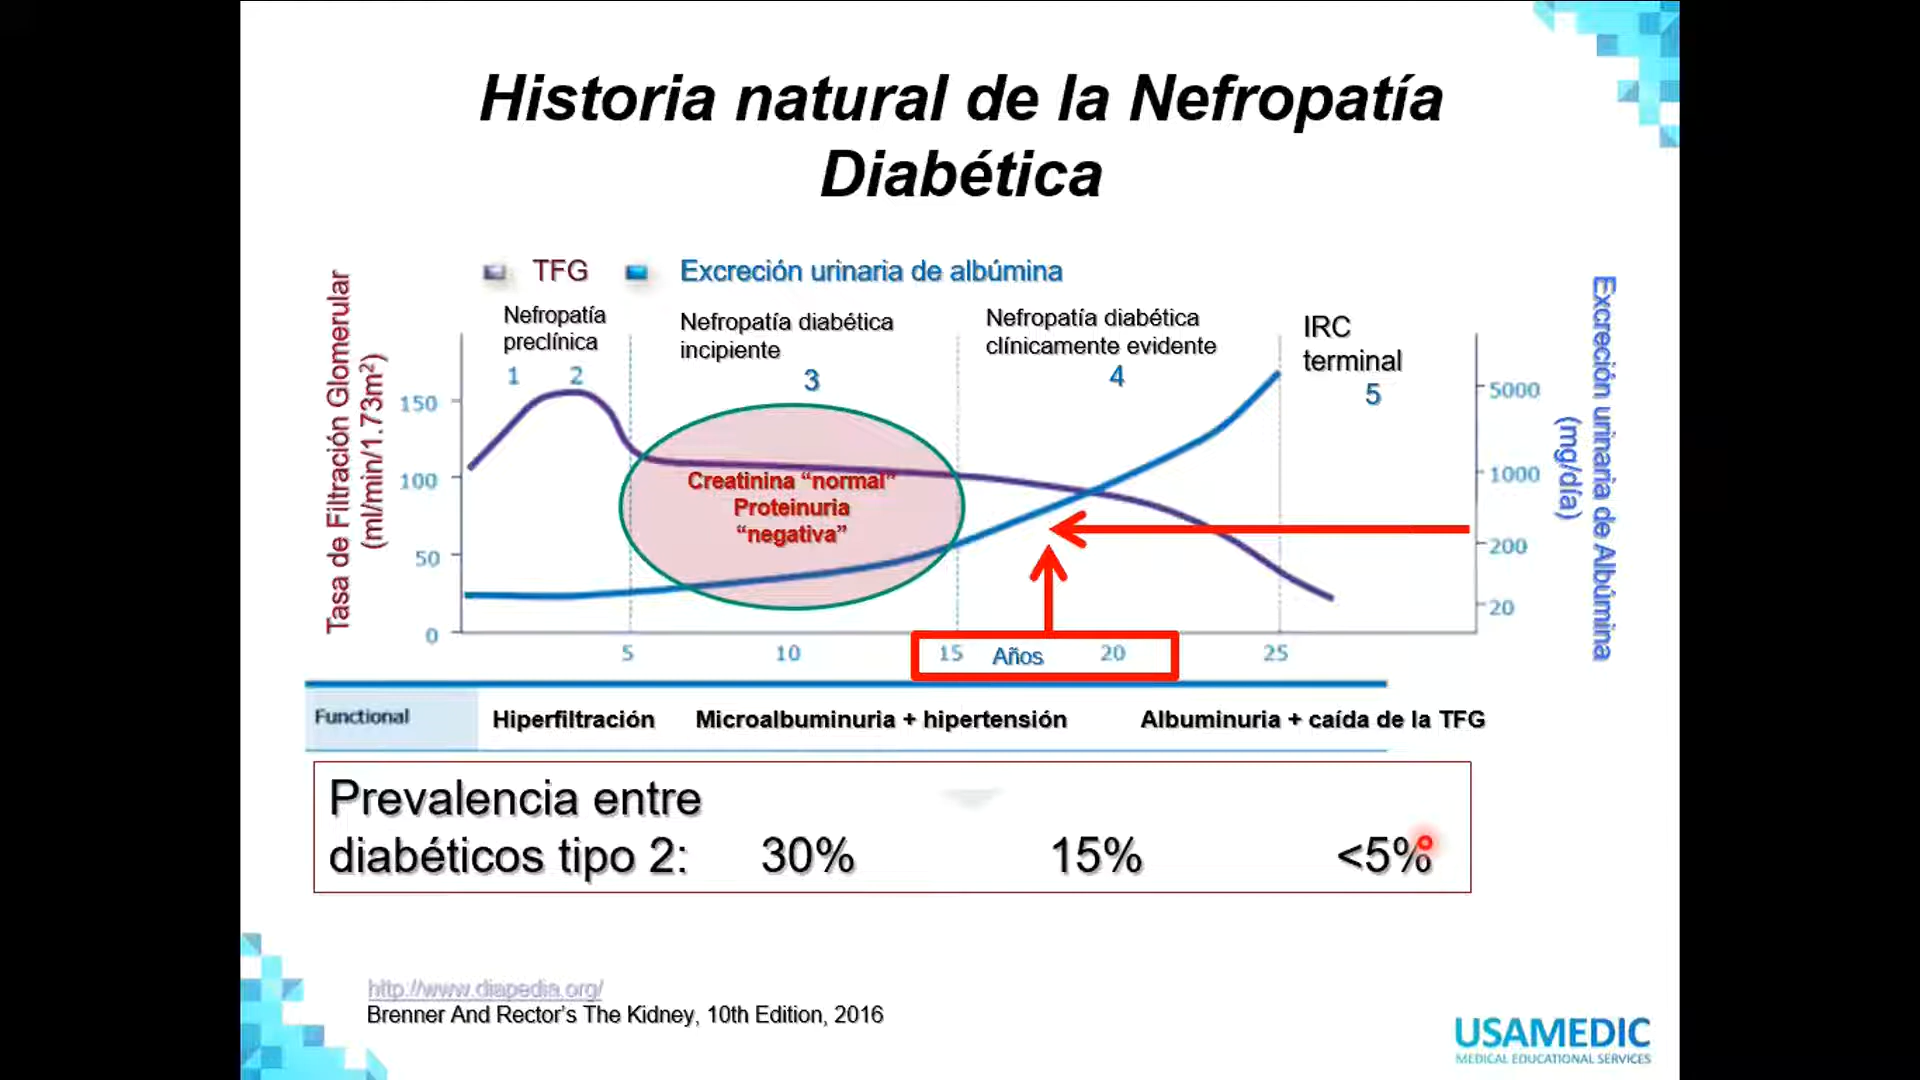 Historia natural de la Nefropatía
Diabética
TFG
Excreción urinaria de albúmina
Tasa de Filtración Glomerular
(ml/min/1.73m²)
Nefropatía
preclínica
1 2
Nefropatía diabética
incipiente
3
Nefropatía diabética
clínicamente evidente
4
IRC
terminal
5
150
100
50
0
Creatinina “normal”
Proteinuria
“negativa”
5000
1000
200
20
Excreción urinaria de Albúmina
(mg/día)
5 10 15 Años 20 25
Functional Hiperfiltración Microalbuminuria + hipertensión Albuminuria + caída de la TFG
Prevalencia entre
diabéticos tipo 2: 30% 15% <5%
http://www.diapedia.org/
Brenner And Rector’s The Kidney, 10th Edition, 2016
USAMEDIC
MEDICAL EDUCATIONAL SERVICES